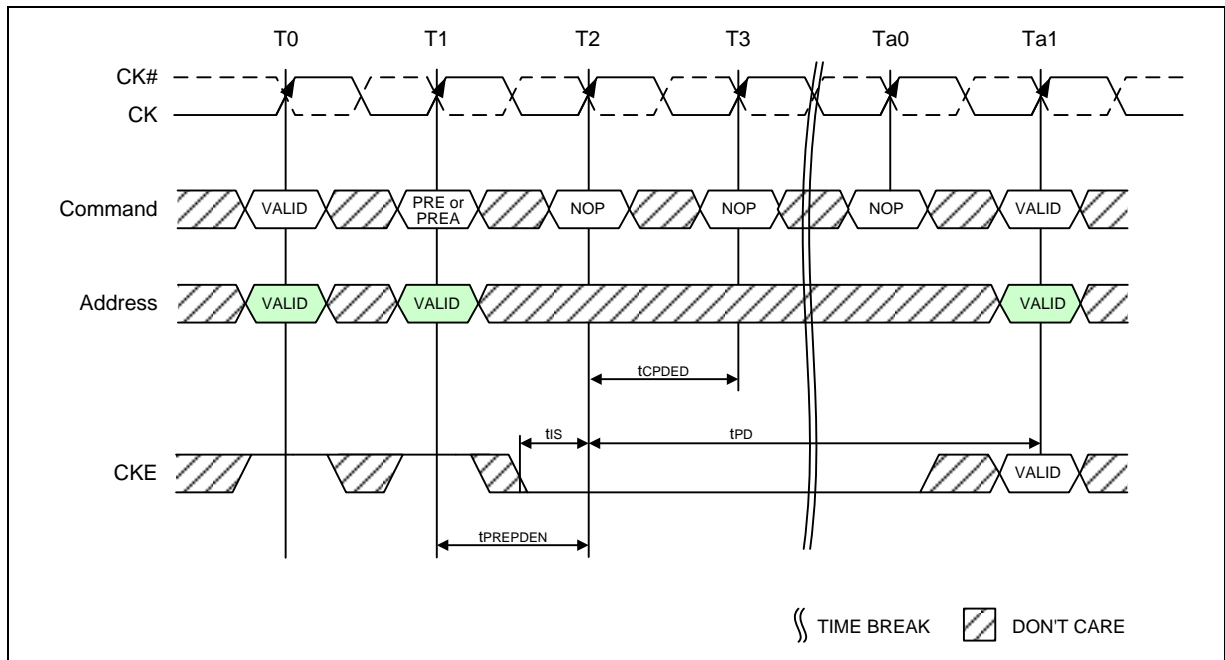 T0 T1 T2 T3 Ta0 Ta1
CK#
CK
Command
VALID
PRE or
PREA
NOP
NOP
NOP
VALID
Address
VALID
VALID
VALID
tCPDED
tIS
tPD
CKE
VALID
tPREPDEN
TIME BREAK
DON'T CARE